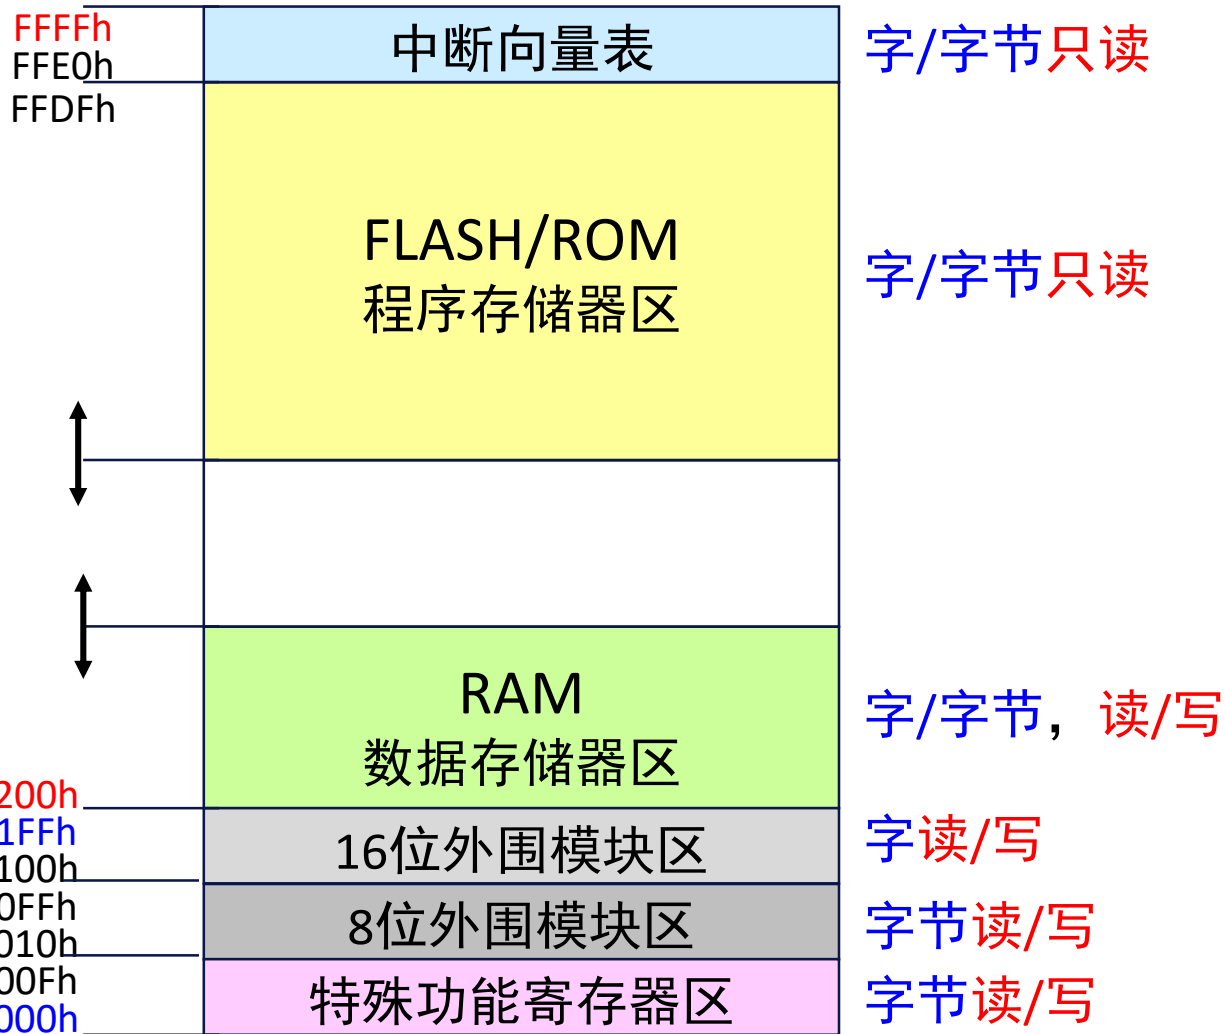 FFFFh
中断向量表
字/字节只读
FFE0h
FFDFh
FLASH/ROM
程序存储器区
字/字节只读
RAM
数据存储器区
字/字节，读/写
200h
1FFh
16位外围模块区
字读/写
100h
0FFh
8位外围模块区
字节读/写
010h
00Fh
特殊功能寄存器区
字节读/写
000h